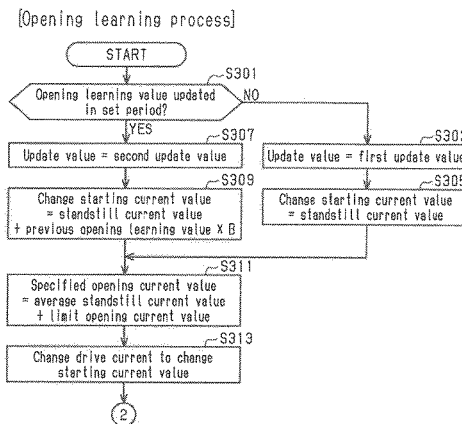 [Opening learning process]
START
S301
Opening learning value updated
in set period?
NO
YES
S307
Update value = second update value
S303
Update value = first update value
S309
Change starting current value
= standstill current value
+ previous opening learning value X B
S305
Change starting current value
= standstill current value
S311
Specified opening current value
= average standstill current value
+ limit opening current value
S313
Change drive current to change
starting current value
2